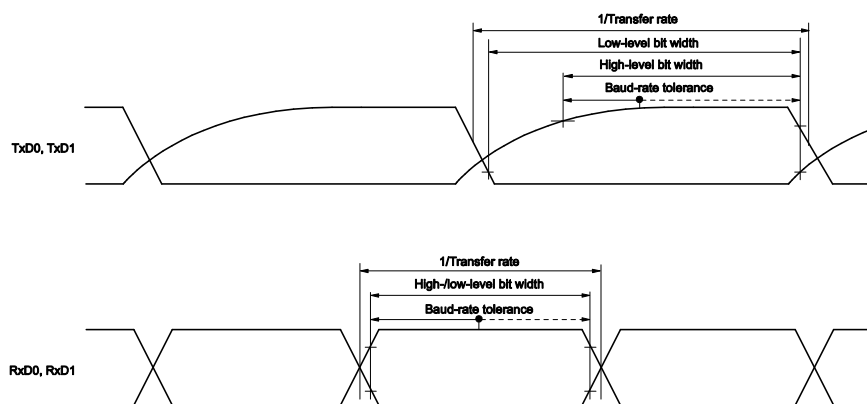 1/Transfer rate
Low-level bit width
High-level bit width
Baud-rate tolerance
TxD0, TxD1
1/Transfer rate
High-/low-level bit width
Baud-rate tolerance
RxD0, RxD1